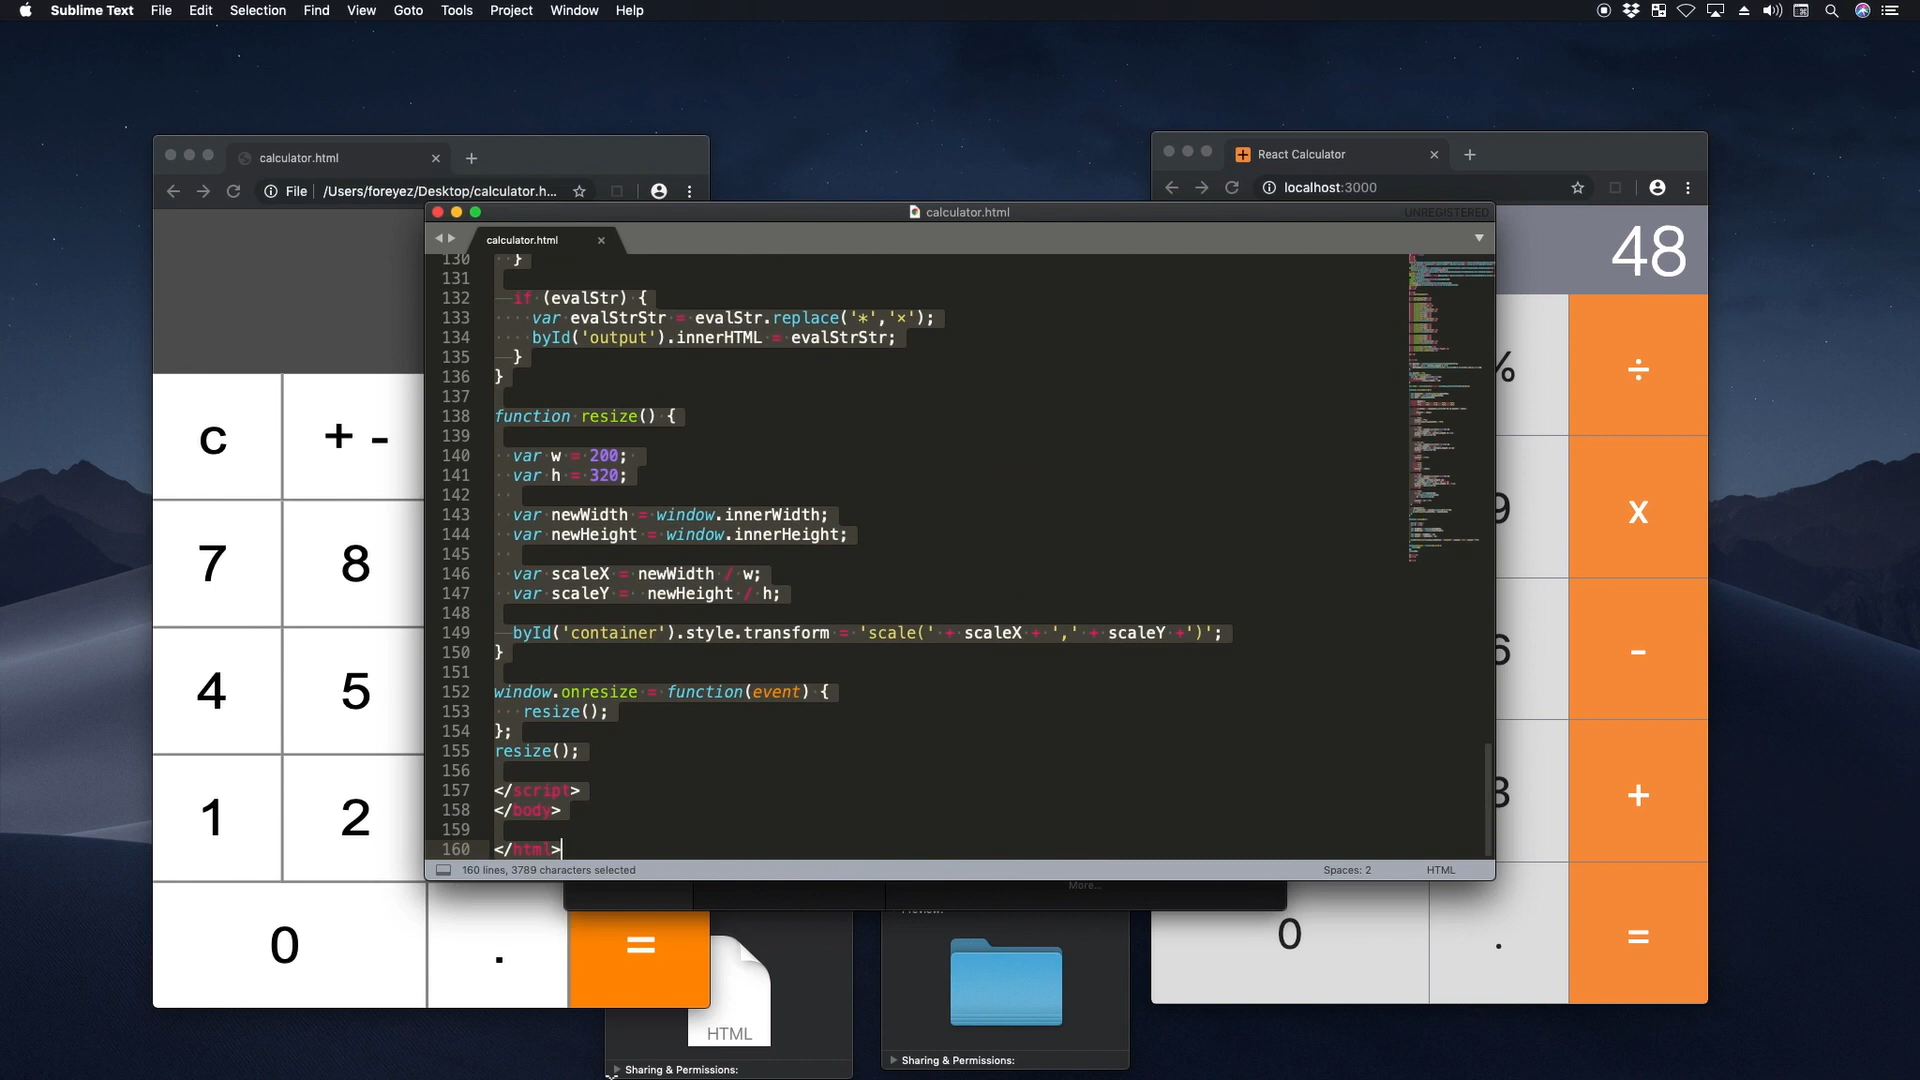 Sublime Text File Edit Selection Find View Goto Tools Project Window Help
calculator.html
File /Users/foreyez/Desktop/calculator.h...
React Calculator
localhost:3000
calculator.html
UNREGISTERED
calculator.html
130 }
131
132 if (evalStr) {
133 var evalStrStr = evalStr.replace('*','×');
134 byId('output').innerHTML = evalStrStr;
135 }
136 }
137
138 function resize() {
139
140 var w = 200;
141 var h = 320;
142
143 var newWidth = window.innerWidth;
144 var newHeight = window.innerHeight;
145
146 var scaleX = newWidth / w;
147 var scaleY = newHeight / h;
148
149 byId('container').style.transform = 'scale(' + scaleX + ',' + scaleY +')';
150 }
151
152 window.onresize = function(event) {
153 resize();
154 };
155 resize();
156
157 </script>
158 </body>
159
160 </html>
160 lines, 3789 characters selected
Spaces: 2
HTML
c + -
7 8
4 5
1 2
0 . =
48
% ÷
9 x
6 -
3 +
0 . =
More...
Preview:
HTML
Sharing & Permissions:
Sharing & Permissions: